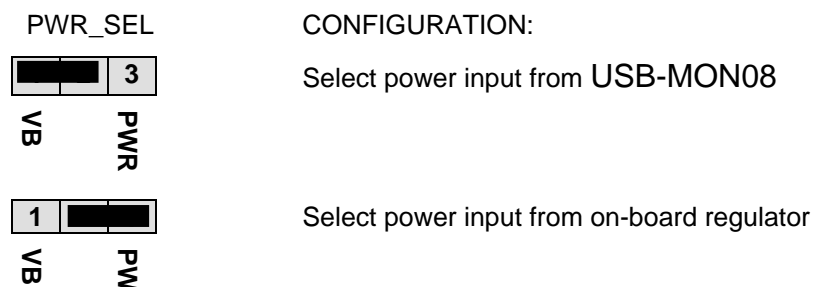 PWR_SEL CONFIGURATION:
3 Select power input from USB-MON08
VB PWR
1 Select power input from on-board regulator
VB